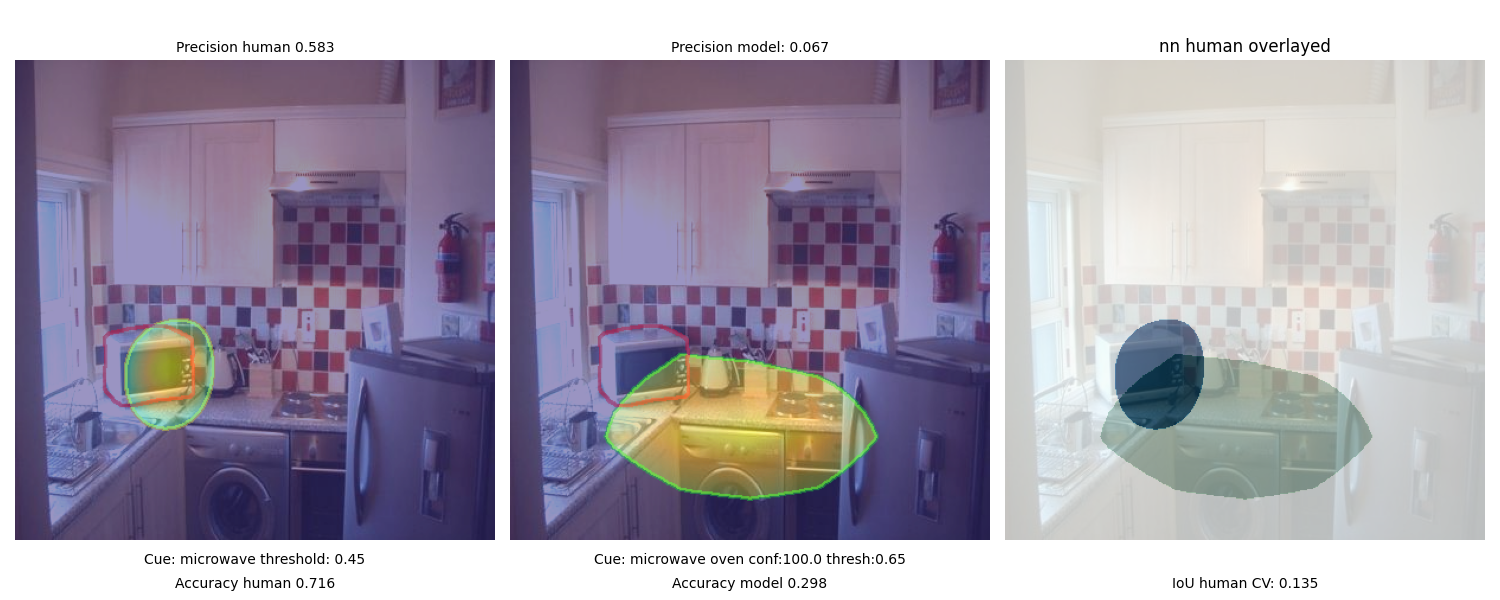 Precision human 0.583
Precision model: 0.067
nn human overlayed
Cue: microwave threshold: 0.45
Cue: microwave oven conf:100.0 thresh:0.65
Accuracy human 0.716
Accuracy model 0.298
IoU human CV: 0.135